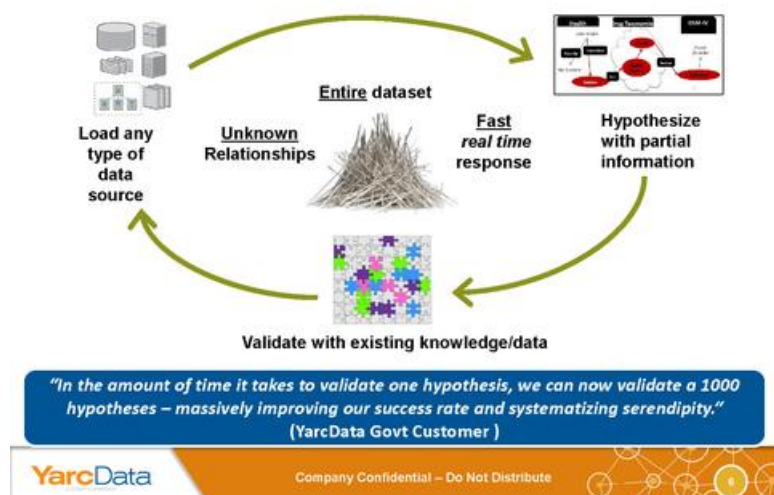 Entire dataset
Unknown
Relationships
Fast
real time
response
Load any
type of
data
source
Hypothesize
with partial
information
Validate with existing knowledge/data
"In the amount of time it takes to validate one hypothesis, we can now validate a 1000
hypotheses – massively improving our success rate and systematizing serendipity."
(YarcData Govt Customer )
YarcData
Company Confidential – Do Not Distribute
6